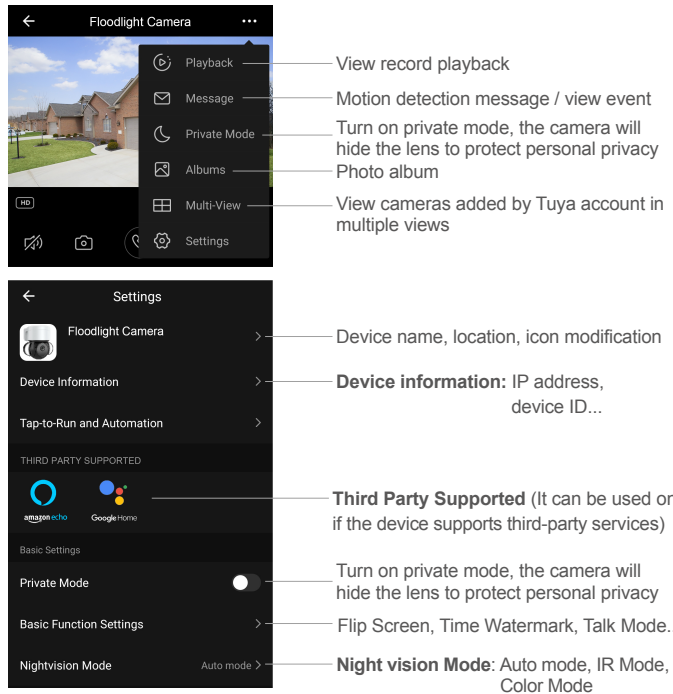 Floodlight Camera
Playback
View record playback
Message
Motion detection message / view event
Private Mode
Turn on private mode, the camera will
hide the lens to protect personal privacy
Albums
Photo album
HD
Multi-View
View cameras added by Tuya account in
multiple views
Settings
Settings
Floodlight Camera
Device name, location, icon modification
Device Information
Device information: IP address,
device ID...
Tap-to-Run and Automation
THIRD PARTY SUPPORTED
amazon echo
Google Home
Third Party Supported (It can be used
if the device supports third-party services)
Basic Settings
Private Mode
Turn on private mode, the camera will
hide the lens to protect personal privacy
Basic Function Settings
Flip Screen, Time Watermark, Talk Mode..
Nightvision Mode
Auto mode
Night vision Mode: Auto mode, IR Mode,
Color Mode